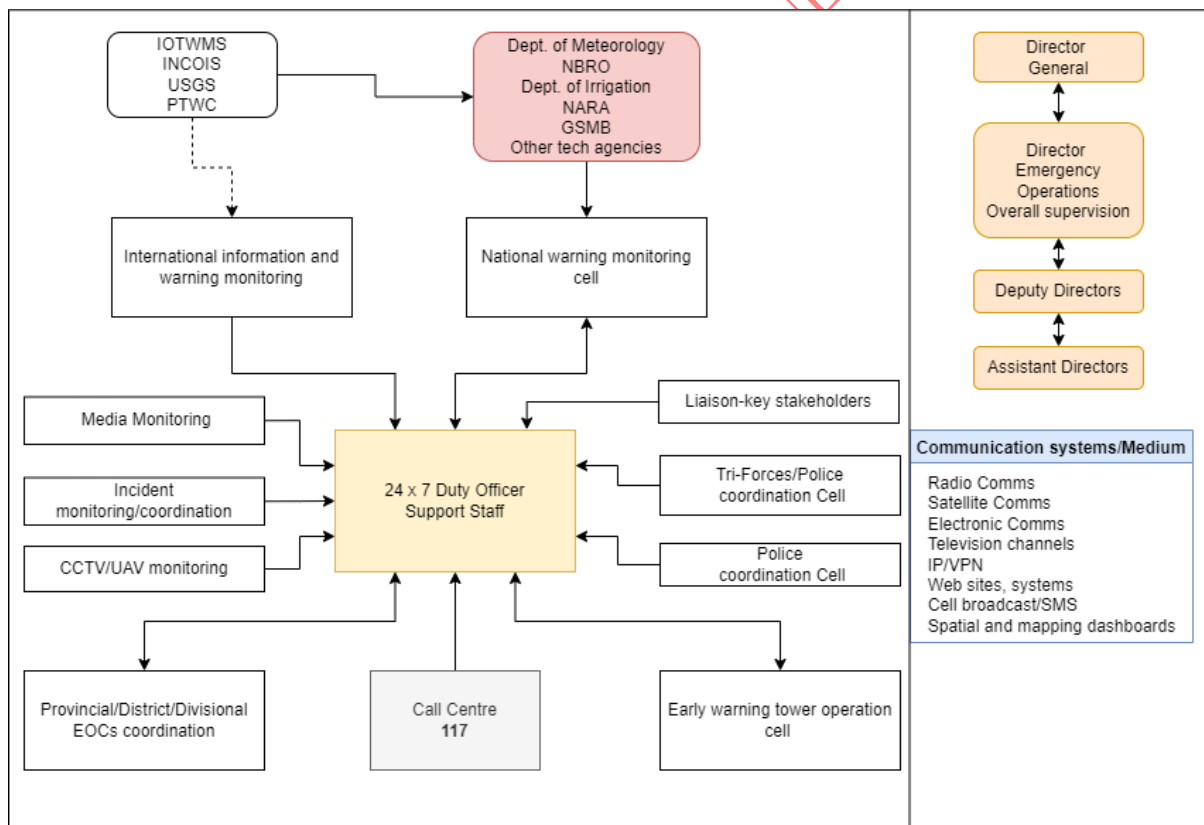 IOTWMS
INCOIS
USGS
PTWC
Dept. of Meteorology
NBRO
Dept. of Irrigation
NARA
GSMB
Other tech agencies
International information and
warning monitoring
National warning monitoring
cell
Media Monitoring
Incident
monitoring/coordination
CCTV/UAV monitoring
24 x 7 Duty Officer
Support Staff
Liaison-key stakeholders
Tri-Forces/Police
coordination Cell
Police
coordination Cell
Provincial/District/Divisional
EOCs coordination
Call Centre
117
Early warning tower operation
cell
Director
General
Director
Emergency
Operations
Overall supervision
Deputy Directors
Assistant Directors
Communication systems/Medium
Radio Comms
Satellite Comms
Electronic Comms
Television channels
IP/VPN
Web sites, systems
Cell broadcast/SMS
Spatial and mapping dashboards